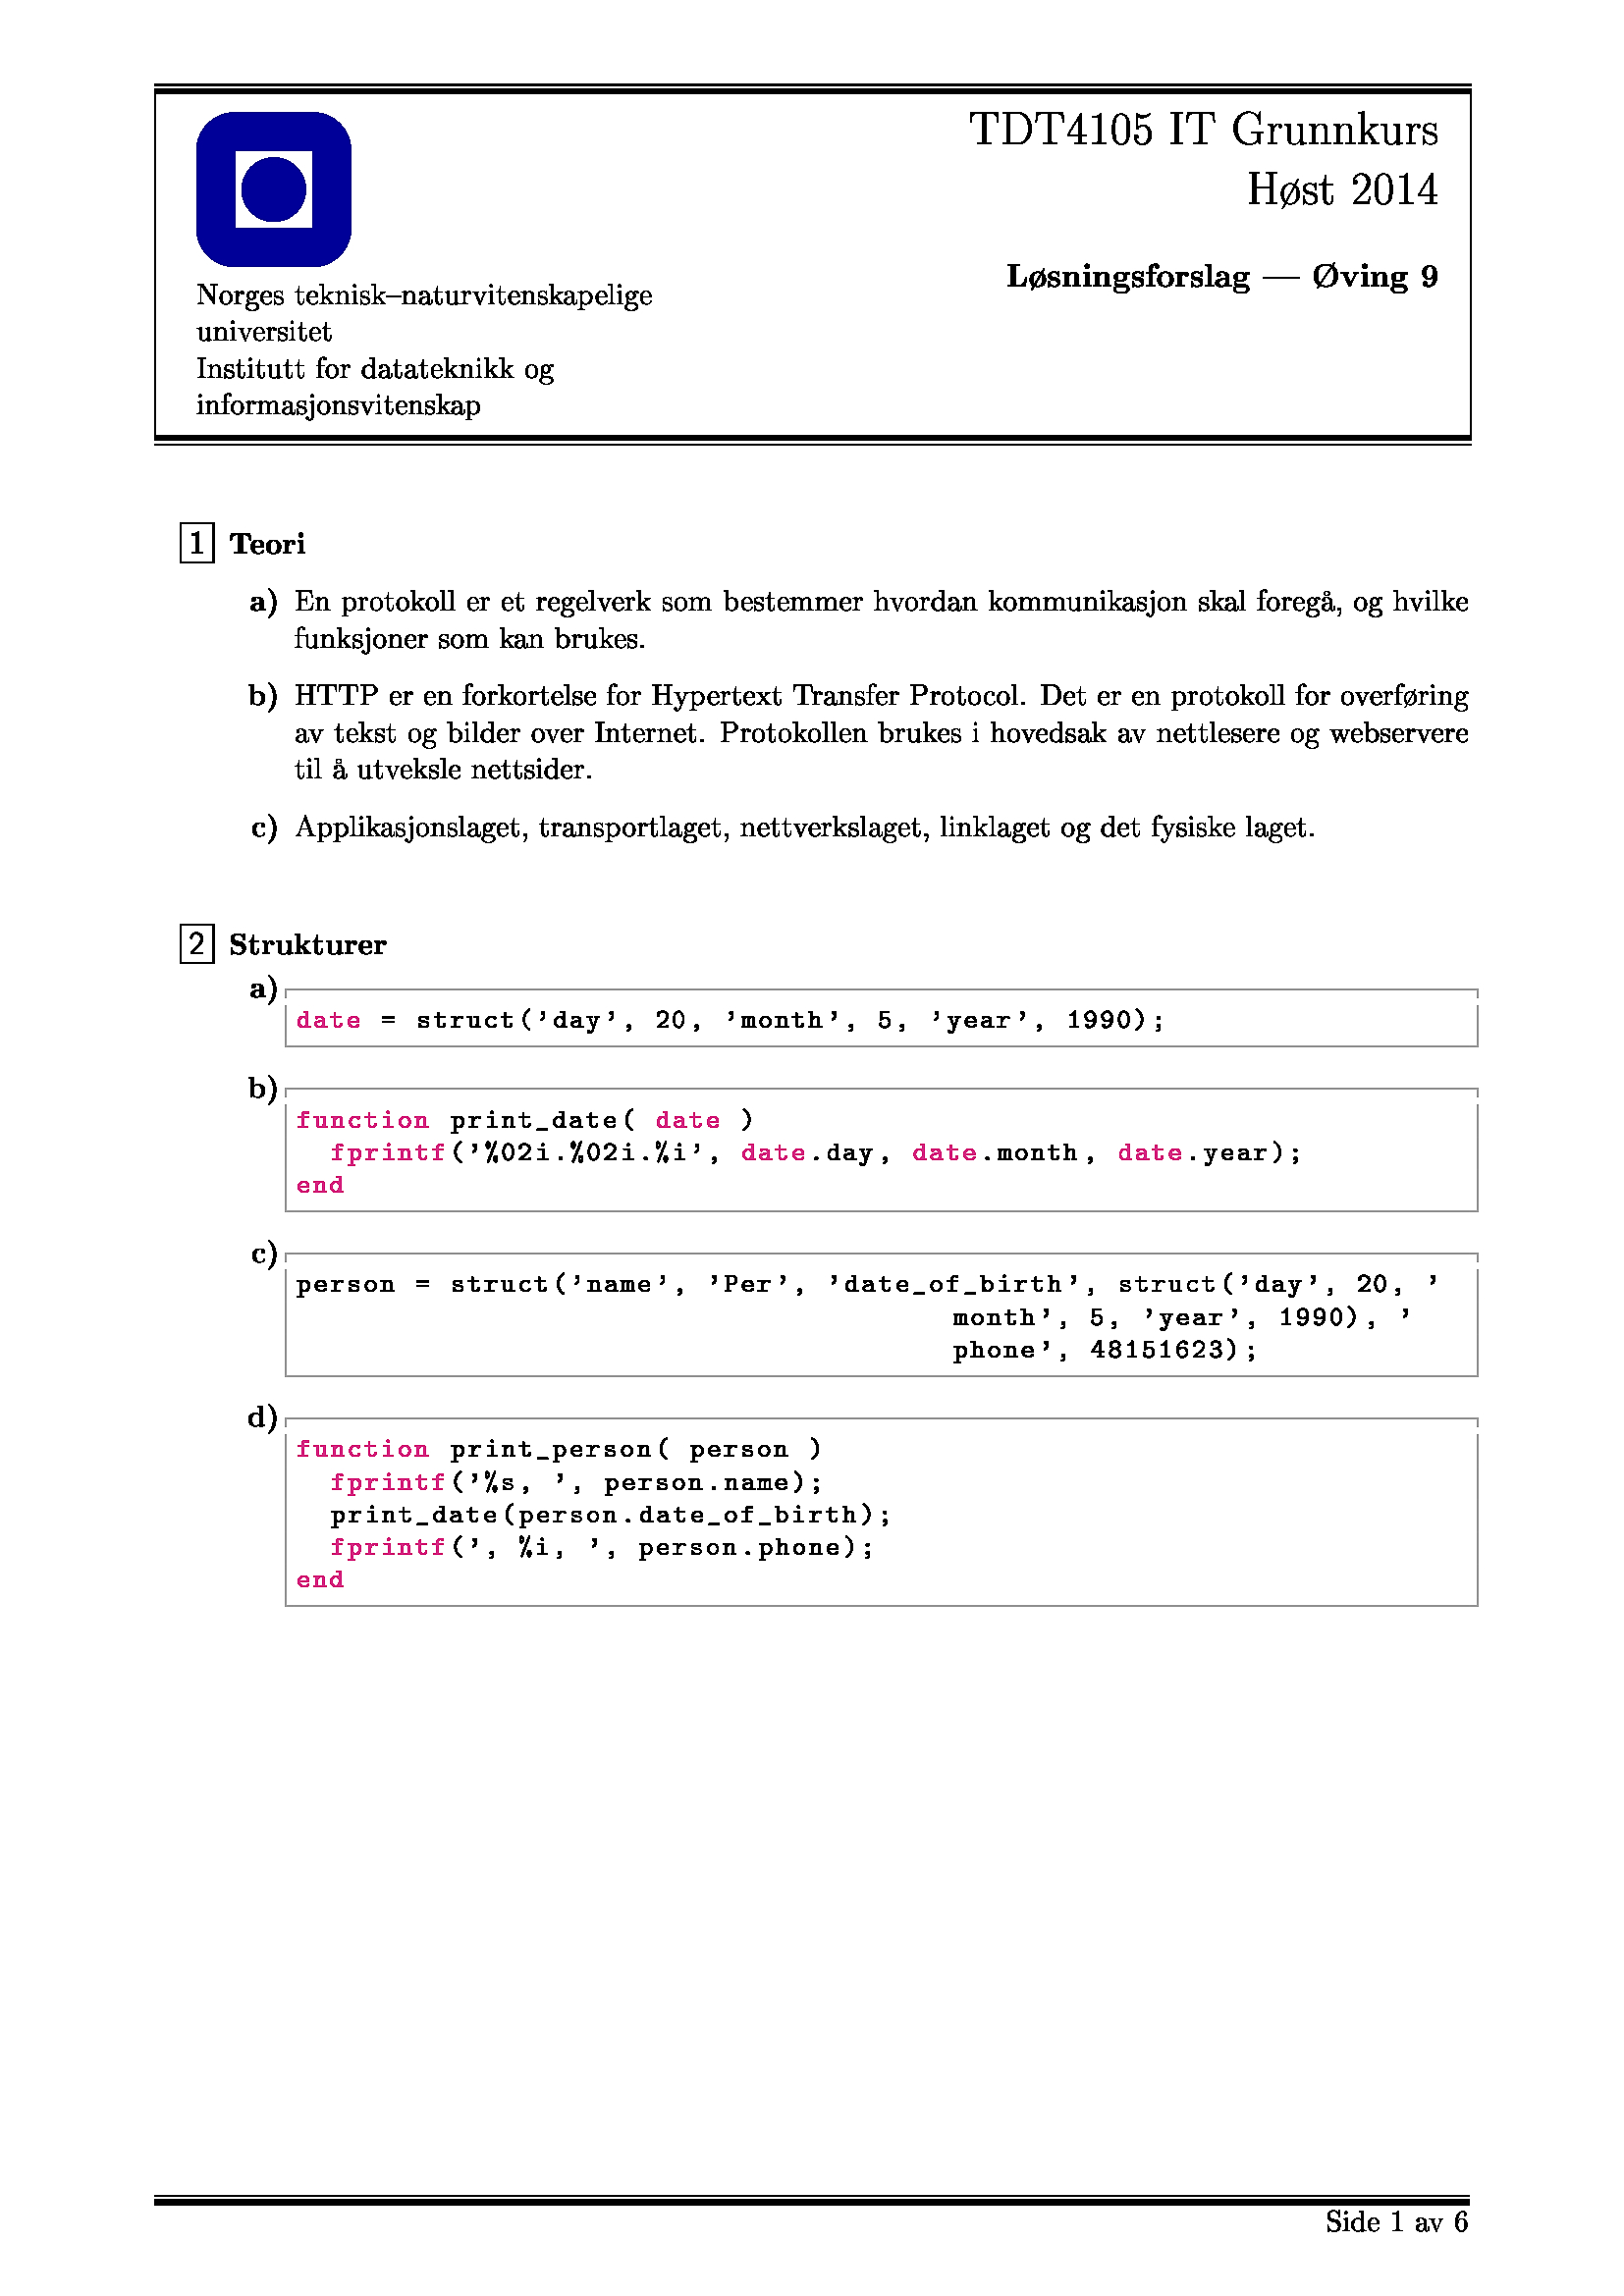 TDT4105 IT Grunnkurs
Høst 2014
Løsningsforslag — Øving 9
Norges teknisk–naturvitenskapelige
universitet
Institutt for datateknikk og
informasjonsvitenskap
1 Teori
a) En protokoll er et regelverk som bestemmer hvordan kommunikasjon skal foregå, og hvilke
funksjoner som kan brukes.
b) HTTP er en forkortelse for Hypertext Transfer Protocol. Det er en protokoll for overføring
av tekst og bilder over Internet. Protokollen brukes i hovedsak av nettlesere og webservere
til å utveksle nettsider.
c) Applikasjonslaget, transportlaget, nettverkslaget, linklaget og det fysiske laget.
2 Strukturer
a)
date = struct('day', 20, 'month', 5, 'year', 1990);
b)
function print_date( date )
fprintf('%02i.%02i.%i', date.day, date.month, date.year);
end
c)
person = struct('name', 'Per', 'date_of_birth', struct('day', 20, '
month', 5, 'year', 1990), '
phone', 48151623);
d)
function print_person( person )
fprintf('%s, ', person.name);
print_date(person.date_of_birth);
fprintf(', %i, ', person.phone);
end
Side 1 av 6